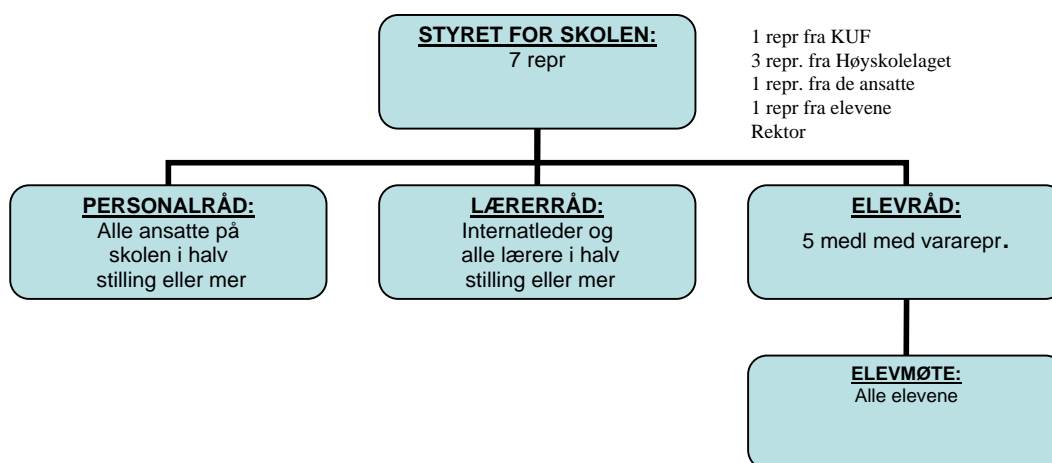 STYRET FOR SKOLEN:
7 repr
1 repr fra KUF
3 repr. fra Høyskolelaget
1 repr. fra de ansatte
1 repr fra elevene
Rektor
PERSONALRÅD:
Alle ansatte på
skolen i halv
stilling eller mer
LÆRERRÅD:
Internatleder og
alle lærere i halv
stilling eller mer
ELEVRÅD:
5 medl med vararepr.
ELEVMØTE:
Alle elevene